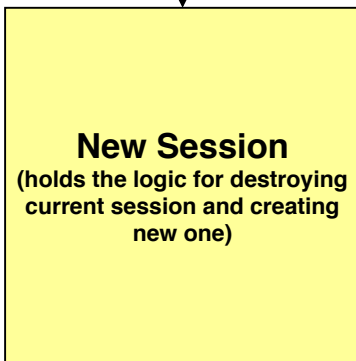 New Session
(holds the logic for destroying
current session and creating
new one)